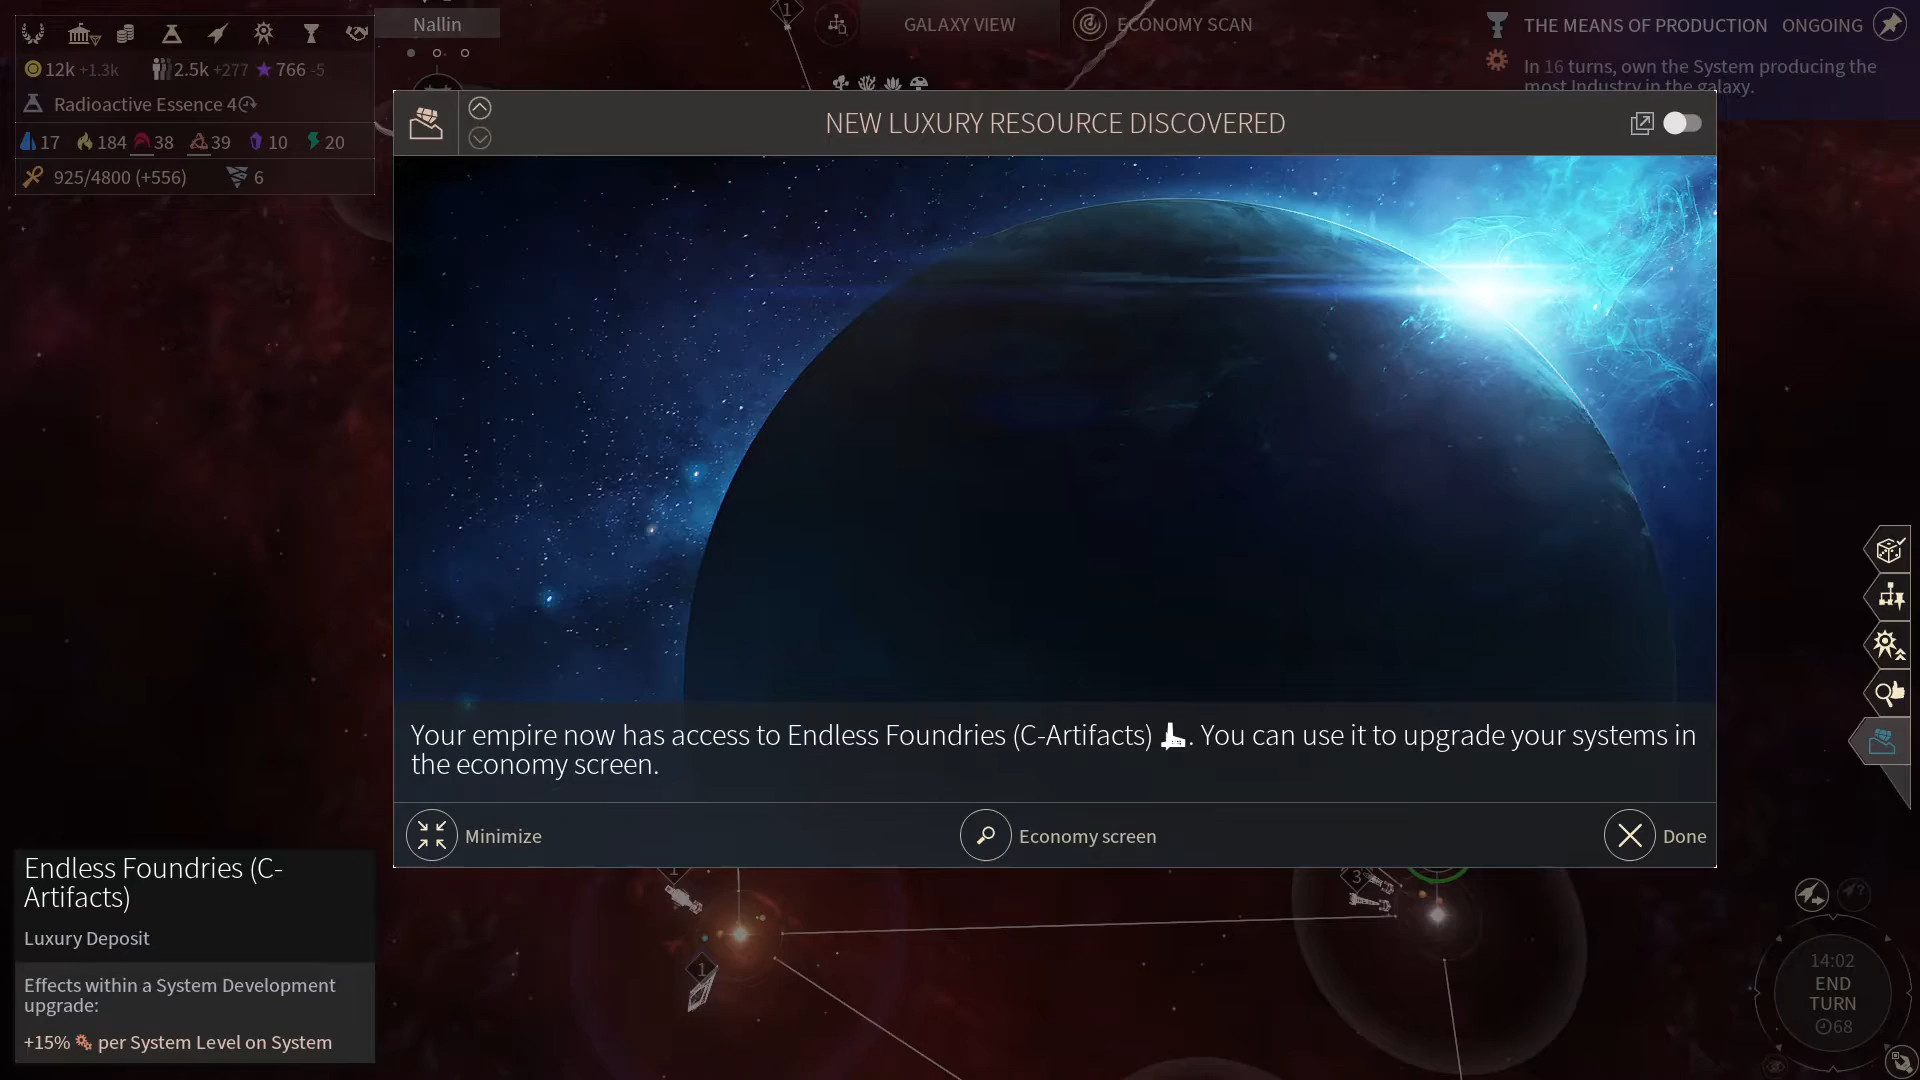 Nallin
1
GALAXY VIEW
ECONOMY SCAN
THE MEANS OF PRODUCTION ONGOING
In 16 turns, own the System producing the
most Industry in the galaxy.
12k +1.3k 2.5k +277 766 -5
Radioactive Essence 4
17 184 38 39 10 20
925/4800 (+556) 6
NEW LUXURY RESOURCE DISCOVERED
Your empire now has access to Endless Foundries (C-Artifacts) . You can use it to upgrade your systems in
the economy screen.
Minimize
Economy screen
Done
1
3
1
Endless Foundries (C-
Artifacts)
Luxury Deposit
Effects within a System Development
upgrade:
+15% per System Level on System
14:02
END
TURN
68